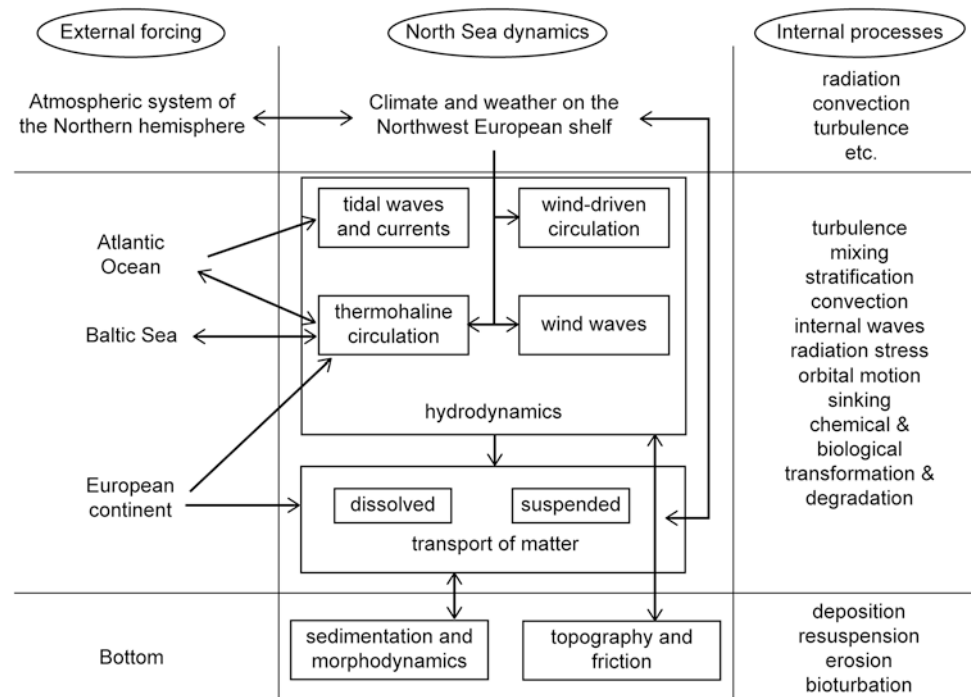 External forcing
North Sea dynamics
Internal processes
Atmospheric system of
the Northern hemisphere
Climate and weather on the
Northwest European shelf
radiation
convection
turbulence
etc.
Atlantic
Ocean
Baltic Sea
European
continent
tidal waves
and currents
wind-driven
circulation
thermohaline
circulation
wind waves
hydrodynamics
dissolved
suspended
transport of matter
turbulence
mixing
stratification
convection
internal waves
radiation stress
orbital motion
sinking
chemical &
biological
transformation &
degradation
Bottom
sedimentation and
morphodynamics
topography and
friction
deposition
resuspension
erosion
bioturbation